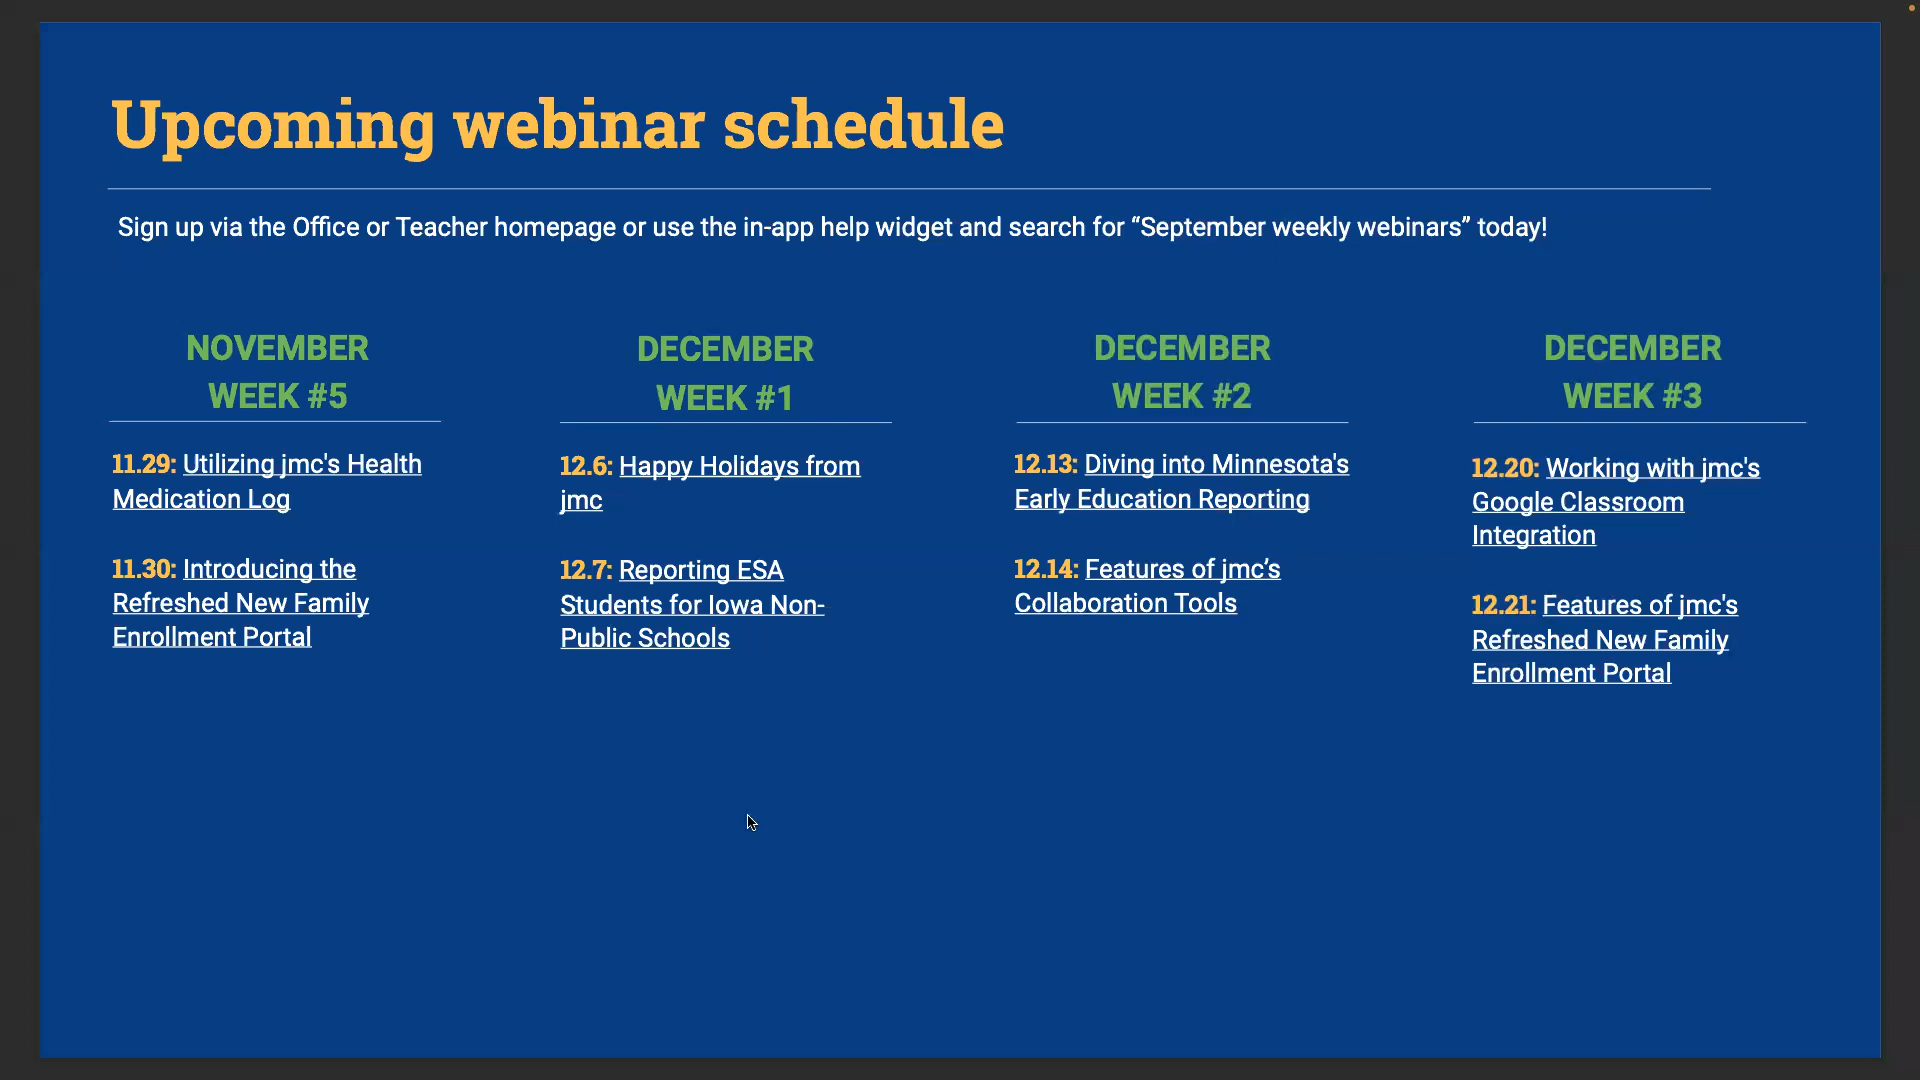 Upcoming webinar schedule
Sign up via the Office or Teacher homepage or use the in-app help widget and search for “September weekly webinars” today!
NOVEMBER
WEEK #5
11.29: Utilizing jmc's Health
Medication Log
11.30: Introducing the
Refreshed New Family
Enrollment Portal
DECEMBER
WEEK #1
12.6: Happy Holidays from
jmc
12.7: Reporting ESA
Students for Iowa Non-
Public Schools
DECEMBER
WEEK #2
12.13: Diving into Minnesota's
Early Education Reporting
12.14: Features of jmc’s
Collaboration Tools
DECEMBER
WEEK #3
12.20: Working with jmc's
Google Classroom
Integration
12.21: Features of jmc's
Refreshed New Family
Enrollment Portal